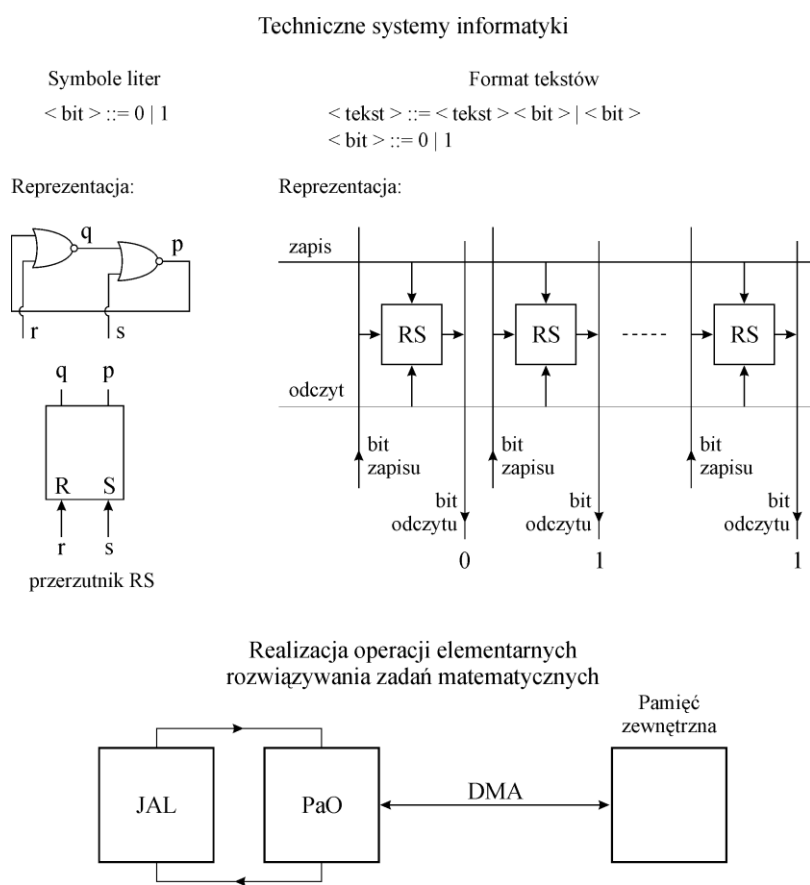 Techniczne systemy informatyki
Symbole liter
< bit > ::= 0 | 1
Format tekstów
< tekst > ::= < tekst > < bit > | < bit >
< bit > ::= 0 | 1
Reprezentacja:
q
p
r
s
q
p
R
S
r
s
przerzutnik RS
Reprezentacja:
zapis
RS
RS
RS
odczyt
bit
zapisu
bit
zapisu
bit
zapisu
bit
odczytu
bit
odczytu
bit
odczytu
0
1
1
Realizacja operacji elementarnych
rozwiązywania zadań matematycznych
Pamięć
zewnętrzna
JAL
PaO
DMA